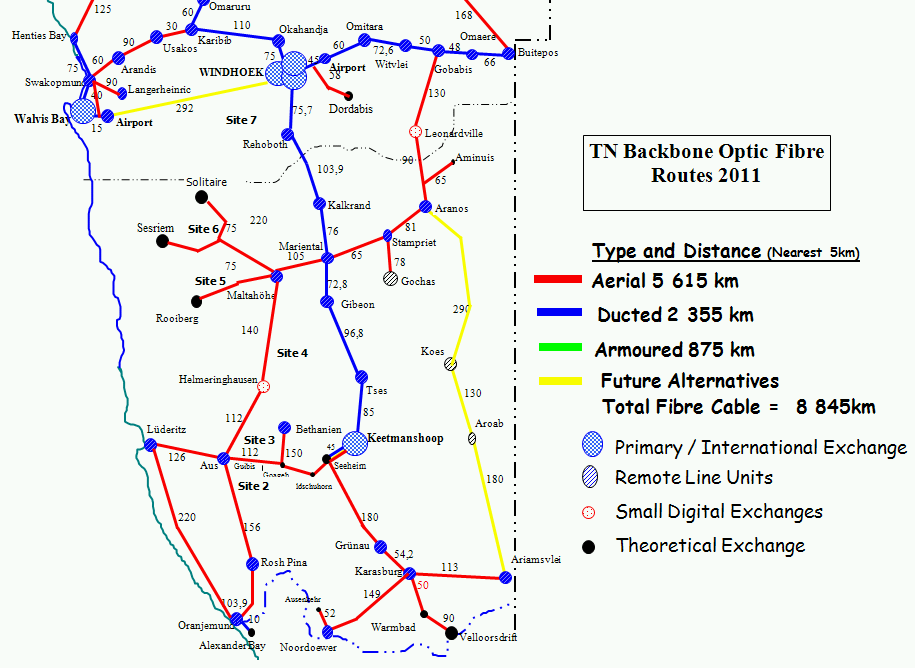 125
168
Omaruru
60
110
Okahandja
Omitara
Henties Bay
30
Karibib
Usakos
90
60
50
Omaere
48
72,6
Witvlei
Gobabis
66
Buitepos
75
60
Arandis
75
WINDHOEK
45
Airport
58
Swakopmund
90
Langerheinric
40
292
Dordabis
130
Walvis Bay
15
Airport
Site 7
75,7
Rehoboth
Leonardville
90
Aminuis
65
103,9
Solitaire
Kalkrand
Aranos
220
Sesriem
Site 6
75
76
81
Stampriet
Mariental
105
65
75
78
Site 5
Gochas
Maltahöhe
72,8
Rooiberg
Gibeon
290
140
96,8
Site 4
Koes
Helmeringhausen
Tses
130
85
112
Aroab
Lüderitz
Site 3
Bethanien
Keetmanshoop
112
150
45
126
Aus
Guibis
Seeheim
Site 2
180
220
156
180
Grünau
54,2
Rosh Pina
Karasburg
113
Ariamsvlei
50
149
103,9
10
52
Oranjemund
Warmbad
90
Velloorsdrift
AlexanderBay
Noordoewer
TN Backbone Optic Fibre
Routes 2011
Type and Distance (Nearest 5km)
Aerial 5 615 km
Ducted 2 355 km
Armoured 875 km
Future Alternatives
Total Fibre Cable = 8 845km
Primary / International Exchange
Remote Line Units
Small Digital Exchanges
Theoretical Exchange